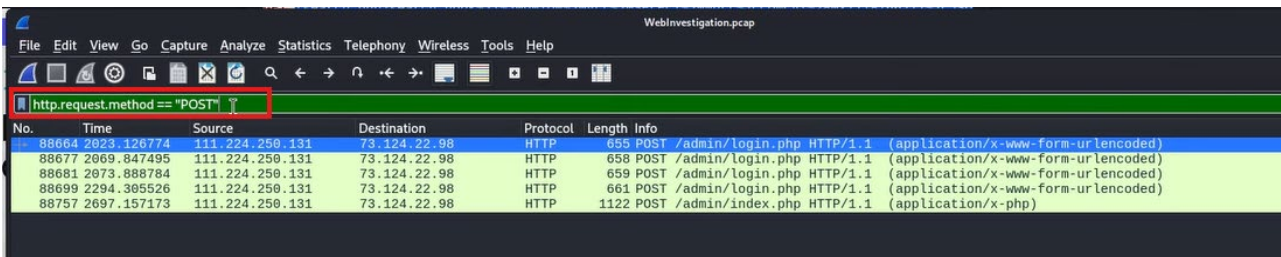 WebInvestigation.pcap
File Edit View Go Capture Analyze Statistics Telephony Wireless Tools Help
http.request.method == "POST"
No. Time Source Destination Protocol Length Info
88664 2023.126774 111.224.250.131 73.124.22.98 HTTP 655 POST /admin/login.php HTTP/1.1 (application/x-www-form-urlencoded)
88677 2069.847495 111.224.250.131 73.124.22.98 HTTP 658 POST /admin/login.php HTTP/1.1 (application/x-www-form-urlencoded)
88681 2073.888784 111.224.250.131 73.124.22.98 HTTP 659 POST /admin/login.php HTTP/1.1 (application/x-www-form-urlencoded)
88699 2294.305526 111.224.250.131 73.124.22.98 HTTP 661 POST /admin/login.php HTTP/1.1 (application/x-www-form-urlencoded)
88757 2697.157173 111.224.250.131 73.124.22.98 HTTP 1122 POST /admin/index.php HTTP/1.1 (application/x-php)